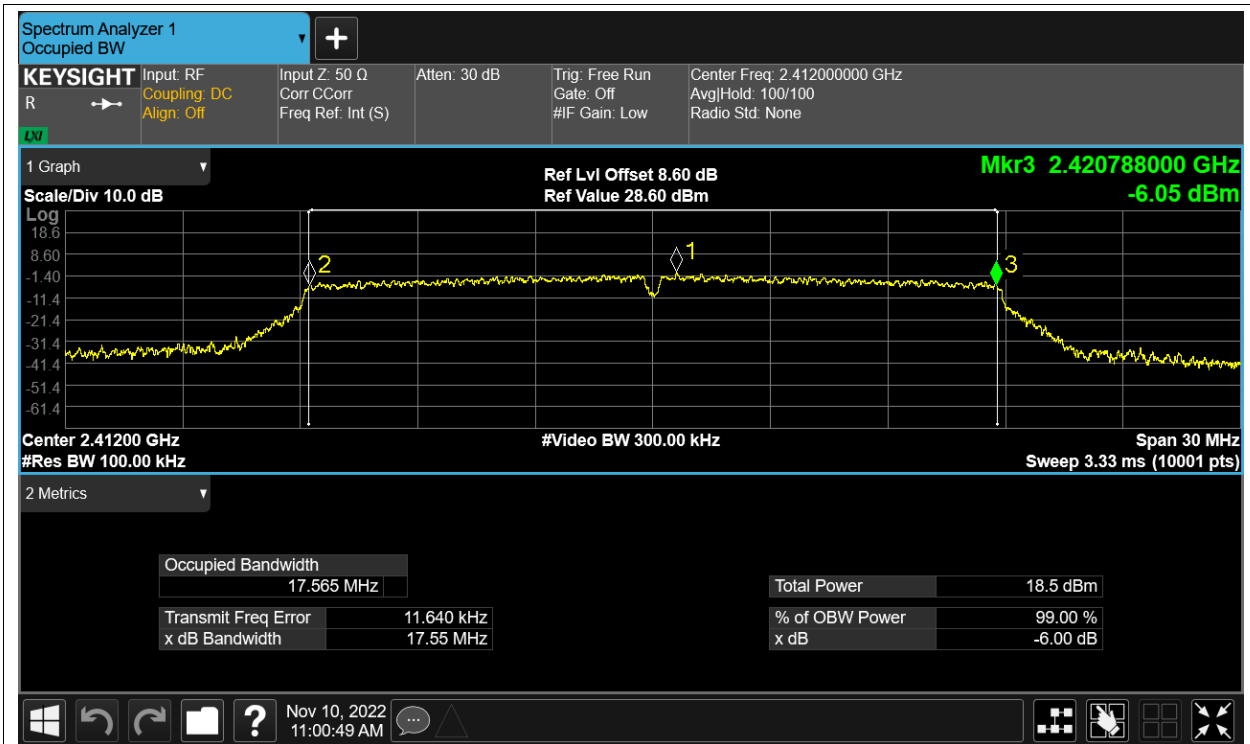 Spectrum Analyzer 1
Occupied BW
KEYSIGHT Input: RF Input Z: 50 Ω Atten: 30 dB Trig: Free Run Center Freq: 2.412000000 GHz
R Coupling: DC Corr CCorr Gate: Off Avg|Hold: 100/100
Align: Off Freq Ref: Int (S) #IF Gain: Low Radio Std: None
LXI
1 Graph Ref Lvl Offset 8.60 dB Mkr3 2.420788000 GHz
Scale/Div 10.0 dB Ref Value 28.60 dBm -6.05 dBm
Log
18.6
8.60 1
-1.40 2 3
-11.4
-21.4
-31.4
-41.4
-51.4
-61.4
Center 2.41200 GHz #Video BW 300.00 kHz Span 30 MHz
#Res BW 100.00 kHz Sweep 3.33 ms (10001 pts)
2 Metrics
Occupied Bandwidth
17.565 MHz Total Power 18.5 dBm
Transmit Freq Error 11.640 kHz % of OBW Power 99.00 %
x dB Bandwidth 17.55 MHz x dB -6.00 dB
? Nov 10, 2022
11:00:49 AM